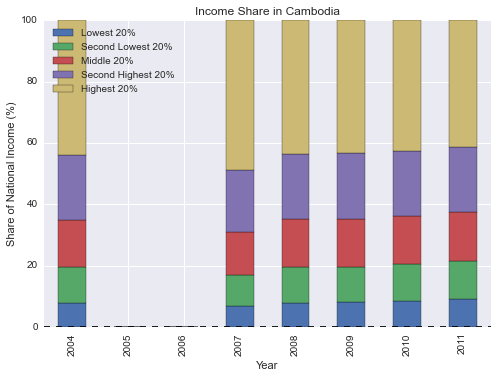 Income Share in Cambodia
100
80
60
40
20
0
Share of National Income (%)
Lowest 20%
Second Lowest 20%
Middle 20%
Second Highest 20%
Highest 20%
2004
2005
2006
2007
2008
2009
2010
2011
Year